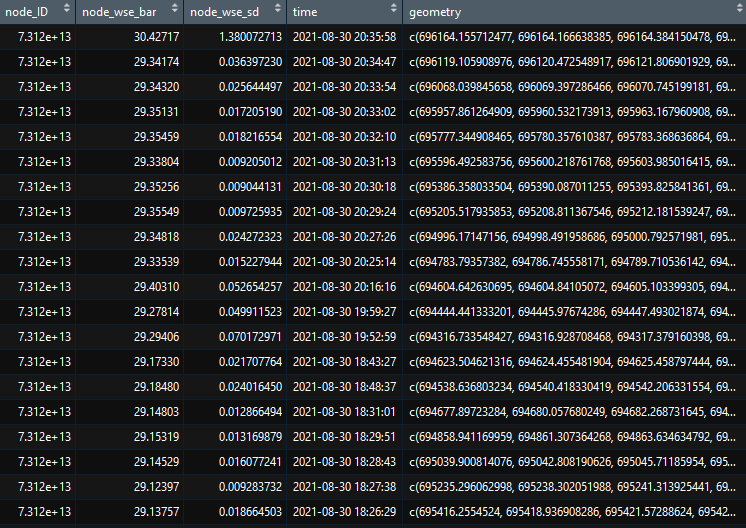 node_ID node_wse_bar node_wse_sd time geometry
7.312e+13 30.42717 1.380072713 2021-08-30 20:35:58 c(696164.155712477, 696164.166638385, 696164.384150478, 69...
7.312e+13 29.34174 0.036397230 2021-08-30 20:34:47 c(696119.105908976, 696120.472548917, 696121.806901929, 69...
7.312e+13 29.34320 0.025644497 2021-08-30 20:33:54 c(696068.039845658, 696069.397286466, 696070.745199181, 69...
7.312e+13 29.35131 0.017205190 2021-08-30 20:33:02 c(695957.861264909, 695960.532173913, 695963.167960908, 69...
7.312e+13 29.35459 0.018216554 2021-08-30 20:32:10 c(695777.344908465, 695780.357610387, 695783.368636864, 69...
7.312e+13 29.33804 0.009205012 2021-08-30 20:31:13 c(695596.492583756, 695600.218761768, 695603.985016415, 69...
7.312e+13 29.35256 0.009044131 2021-08-30 20:30:18 c(695386.358033504, 695390.087011255, 695393.825841361, 69...
7.312e+13 29.35549 0.009725935 2021-08-30 20:29:24 c(695205.517935853, 695208.811367546, 695212.181539247, 69...
7.312e+13 29.34818 0.024272323 2021-08-30 20:27:26 c(694996.17147156, 694998.491958686, 695000.792571981, 695...
7.312e+13 29.33539 0.015227944 2021-08-30 20:25:14 c(694783.79357382, 694786.745558171, 694789.710536142, 694...
7.312e+13 29.40310 0.052654257 2021-08-30 20:16:16 c(694604.642630695, 694604.84105072, 694605.103399305, 694...
7.312e+13 29.27814 0.049911523 2021-08-30 19:59:27 c(694444.441333201, 694445.97674286, 694447.493021874, 694...
7.312e+13 29.29406 0.070172971 2021-08-30 19:52:59 c(694316.733548427, 694316.928708468, 694317.379160398, 69...
7.312e+13 29.17330 0.021707764 2021-08-30 18:43:27 c(694623.504621316, 694624.455481904, 694625.458797444, 69...
7.312e+13 29.18480 0.024016450 2021-08-30 18:48:37 c(694538.636803234, 694540.418330419, 694542.206331554, 69...
7.312e+13 29.14803 0.012866494 2021-08-30 18:31:01 c(694677.89723284, 694680.057680249, 694682.268731645, 694...
7.312e+13 29.15319 0.013169879 2021-08-30 18:29:51 c(694858.941169959, 694861.307364268, 694863.634634792, 69...
7.312e+13 29.14529 0.016077241 2021-08-30 18:28:43 c(695039.900814076, 695042.808190626, 695045.71185954, 695...
7.312e+13 29.12397 0.009283732 2021-08-30 18:27:38 c(695235.296062998, 695238.302051988, 695241.313925441, 69...
7.312e+13 29.13757 0.018664503 2021-08-30 18:26:29 c(695416.2554524, 695418.936908286, 695421.57288624, 69542...